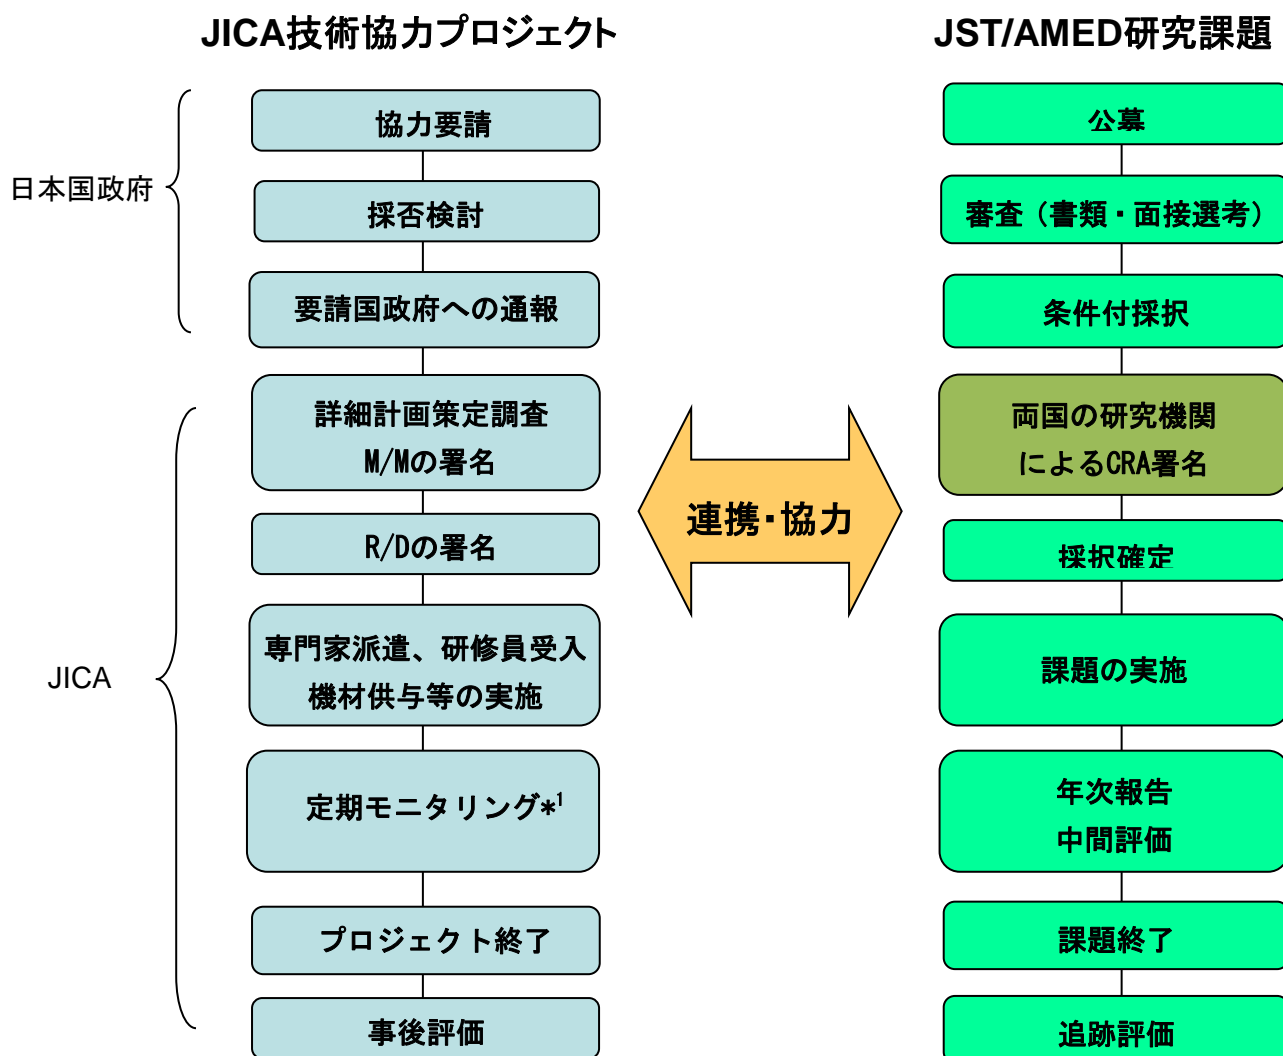 JICA技術協力プロジェクト
日本国政府
協力要請
採否検討
要請国政府への通報
JICA
詳細計画策定調査
M/Mの署名
R/Dの署名
専門家派遣、研修員受入
機材供与等の実施
定期モニタリング*1
プロジェクト終了
事後評価
連携・協力
JST/AMED研究課題
公募
審査（書類・面接選考）
条件付採択
両国の研究機関
によるCRA署名
採択確定
課題の実施
年次報告
中間評価
課題終了
追跡評価